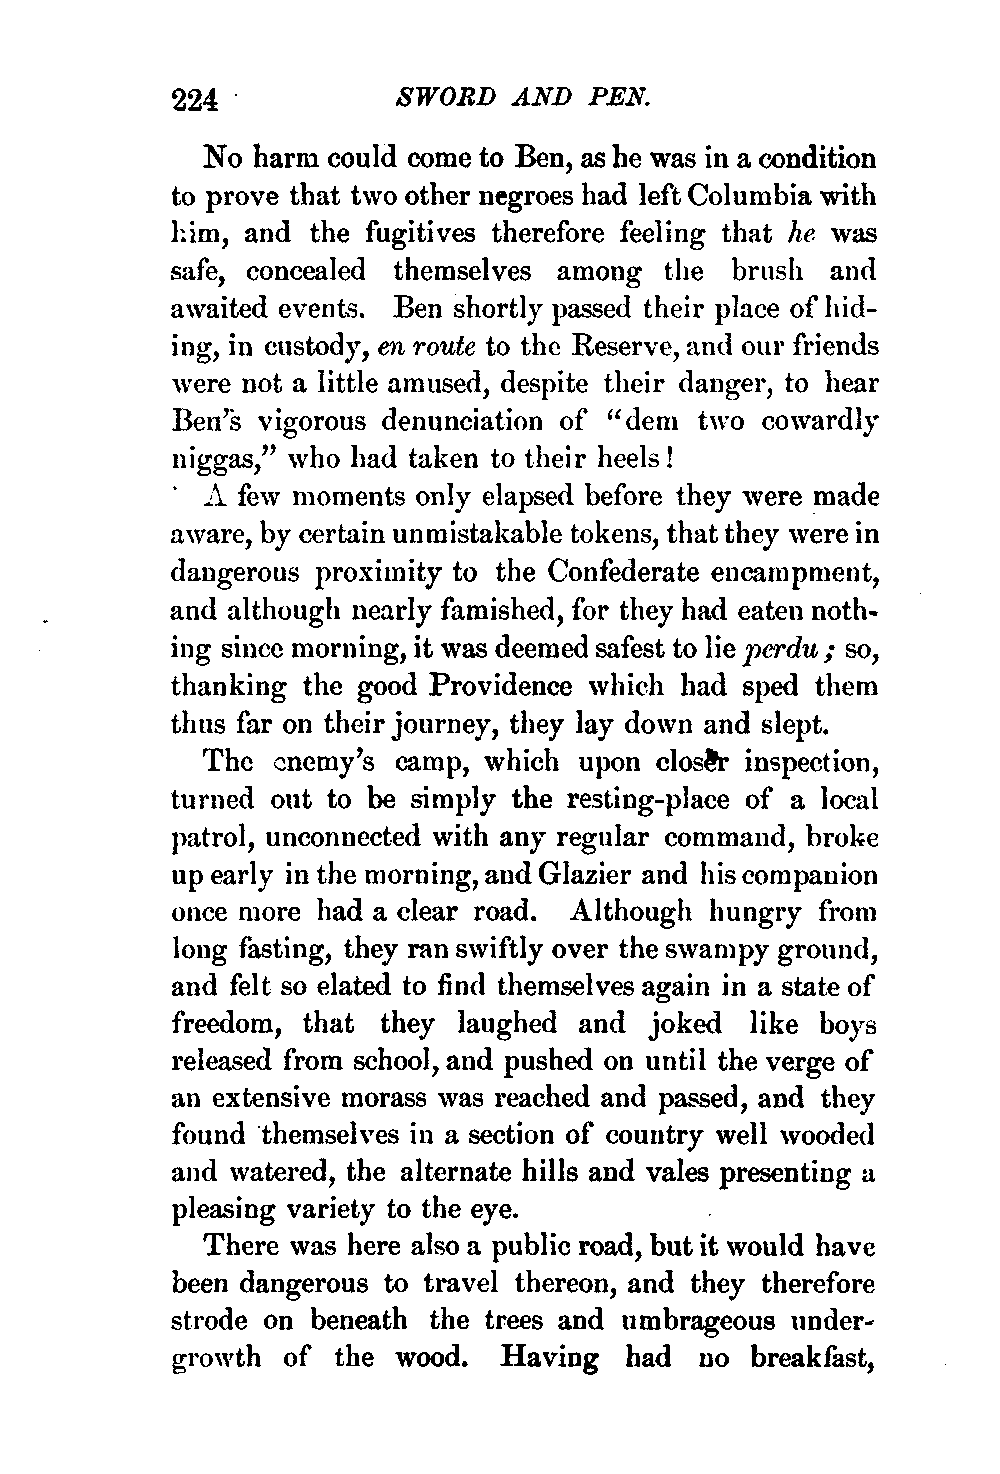 224 SWORD AND PEN.
No harm could come to Ben, as he was in a condition
to prove that two other negroes had left Columbia with
him, and the fugitives therefore feeling that he was
safe, concealed themselves among the brush and
awaited events. Ben shortly passed their place of hid-
ing, in custody, en route to the Reserve, and our friends
were not a little amused, despite their danger, to hear
Ben's vigorous denunciation of "dem two cowardly
niggas," who had taken to their heels!
A few moments only elapsed before they were made
aware, by certain unmistakable tokens, that they were in
dangerous proximity to the Confederate encampment,
and although nearly famished, for they had eaten noth-
ing since morning, it was deemed safest to lie perdu; so,
thanking the good Providence which had sped them
thus far on their journey, they lay down and slept.
The enemy's camp, which upon closer inspection,
turned out to be simply the resting-place of a local
patrol, unconnected with any regular command, broke
up early in the morning, and Glazier and his companion
once more had a clear road. Although hungry from
long fasting, they ran swiftly over the swampy ground,
and felt so elated to find themselves again in a state of
freedom, that they laughed and joked like boys
released from school, and pushed on until the verge of
an extensive morass was reached and passed, and they
found themselves in a section of country well wooded
and watered, the alternate hills and vales presenting a
pleasing variety to the eye.
There was here also a public road, but it would have
been dangerous to travel thereon, and they therefore
strode on beneath the trees and umbrageous under-
growth of the wood. Having had no breakfast,